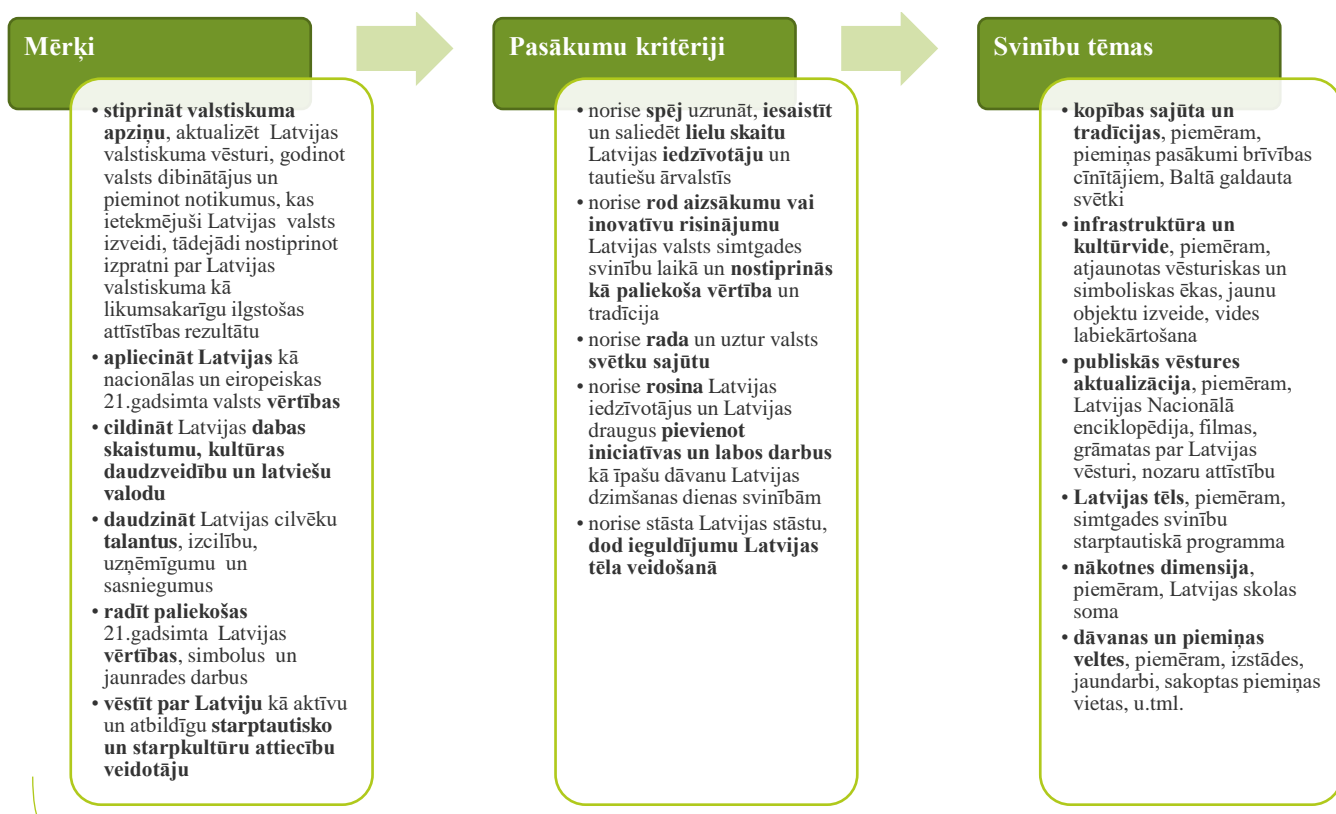 Mērķi
• stiprināt valstiskuma
apziņu, aktualizēt Latvijas
valstiskuma vēsturi, godinot
valsts dibinātājus un
pieminot notikumus, kas
ietekmējuši Latvijas valsts
izveidi, tādejādi nostiprinot
izpratni par Latvijas
valstiskuma kā
likumsakarīgu ilgstošas
attīstības rezultātu
• apliecināt Latvijas kā
nacionālas un eiropeiskas
21.gadsimta valsts vērtības
• cildināt Latvijas dabas
skaistumu, kultūras
daudzveidību un latviešu
valodu
• daudzināt Latvijas cilvēku
talantus, izcilību,
uzņēmīgumu un
sasniegumus
• radīt paliekošas
21.gadsimta Latvijas
vērtības, simbolus un
jaunrades darbus
• vēstīt par Latviju kā aktīvu
un atbildīgu starptautisko
un starpkultūru attiecību
veidotāju
Pasākumu kritēriji
• norise spēj uzrunāt, iesaistīt
un saliedēt lielu skaitu
Latvijas iedzīvotāju un
tautiešu ārvalstīs
• norise rod aizsākumu vai
inovatīvu risinājumu
Latvijas valsts simtgades
svinību laikā un nostiprinās
kā paliekoša vērtība un
tradīcija
• norise rada un uztur valsts
svētku sajūtu
• norise rosina Latvijas
iedzīvotājus un Latvijas
draugus pievienot
iniciatīvas un labos darbus
kā īpašu dāvanu Latvijas
dzimšanas dienas svinībām
• norise stāsta Latvijas stāstu,
dod ieguldījumu Latvijas
tēla veidošanā
Svinību tēmas
• kopības sajūta un
tradīcijas, piemēram,
piemiņas pasākumi brīvības
cīnītājiem, Baltā galdauta
svētki
• infrastruktūra un
kultūrvide, piemēram,
atjaunotas vēsturiskas un
simboliskas ēkas, jaunu
objektu izveide, vides
labiekārtošana
• publiskās vēstures
aktualizācija, piemēram,
Latvijas Nacionālā
enciklopēdija, filmas,
grāmatas par Latvijas
vēsturi, nozaru attīstību
• Latvijas tēls, piemēram,
simtgades svinību
starptautiskā programma
• nākotnes dimensija,
piemēram, Latvijas skolas
soma
• dāvanas un piemiņas
veltes, piemēram, izstādes,
jaundarbi, sakoptas piemiņas
vietas, u.tml.